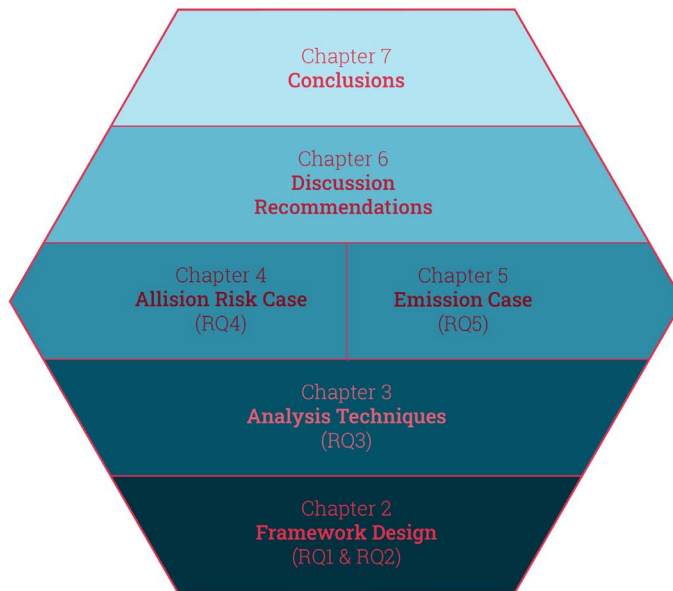 Chapter 7
Conclusions
Chapter 6
Discussion
Recommendations
Chapter 4
Allision Risk Case
(RQ4)
Chapter 5
Emission Case
(RQ5)
Chapter 3
Analysis Techniques
(RQ3)
Chapter 2
Framework Design
(RQ1 & RQ2)